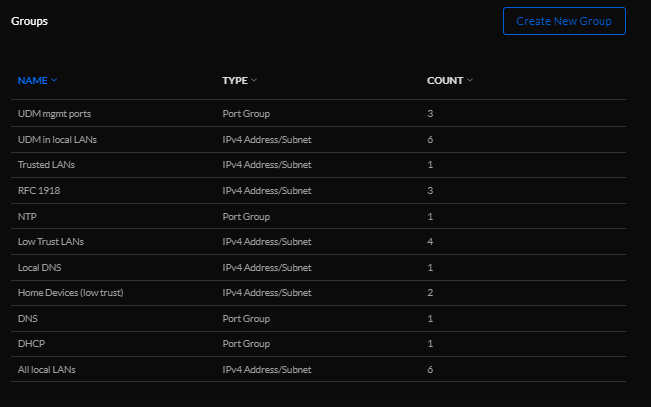 Groups Create New Group
NAME TYPE COUNT
UDM mgmt ports Port Group 3
UDM in local LANs IPv4 Address/Subnet 6
Trusted LANs IPv4 Address/Subnet 1
RFC 1918 IPv4 Address/Subnet 3
NTP Port Group 1
Low Trust LANs IPv4 Address/Subnet 4
Local DNS IPv4 Address/Subnet 1
Home Devices (low trust) IPv4 Address/Subnet 2
DNS Port Group 1
DHCP Port Group 1
All local LANs IPv4 Address/Subnet 6